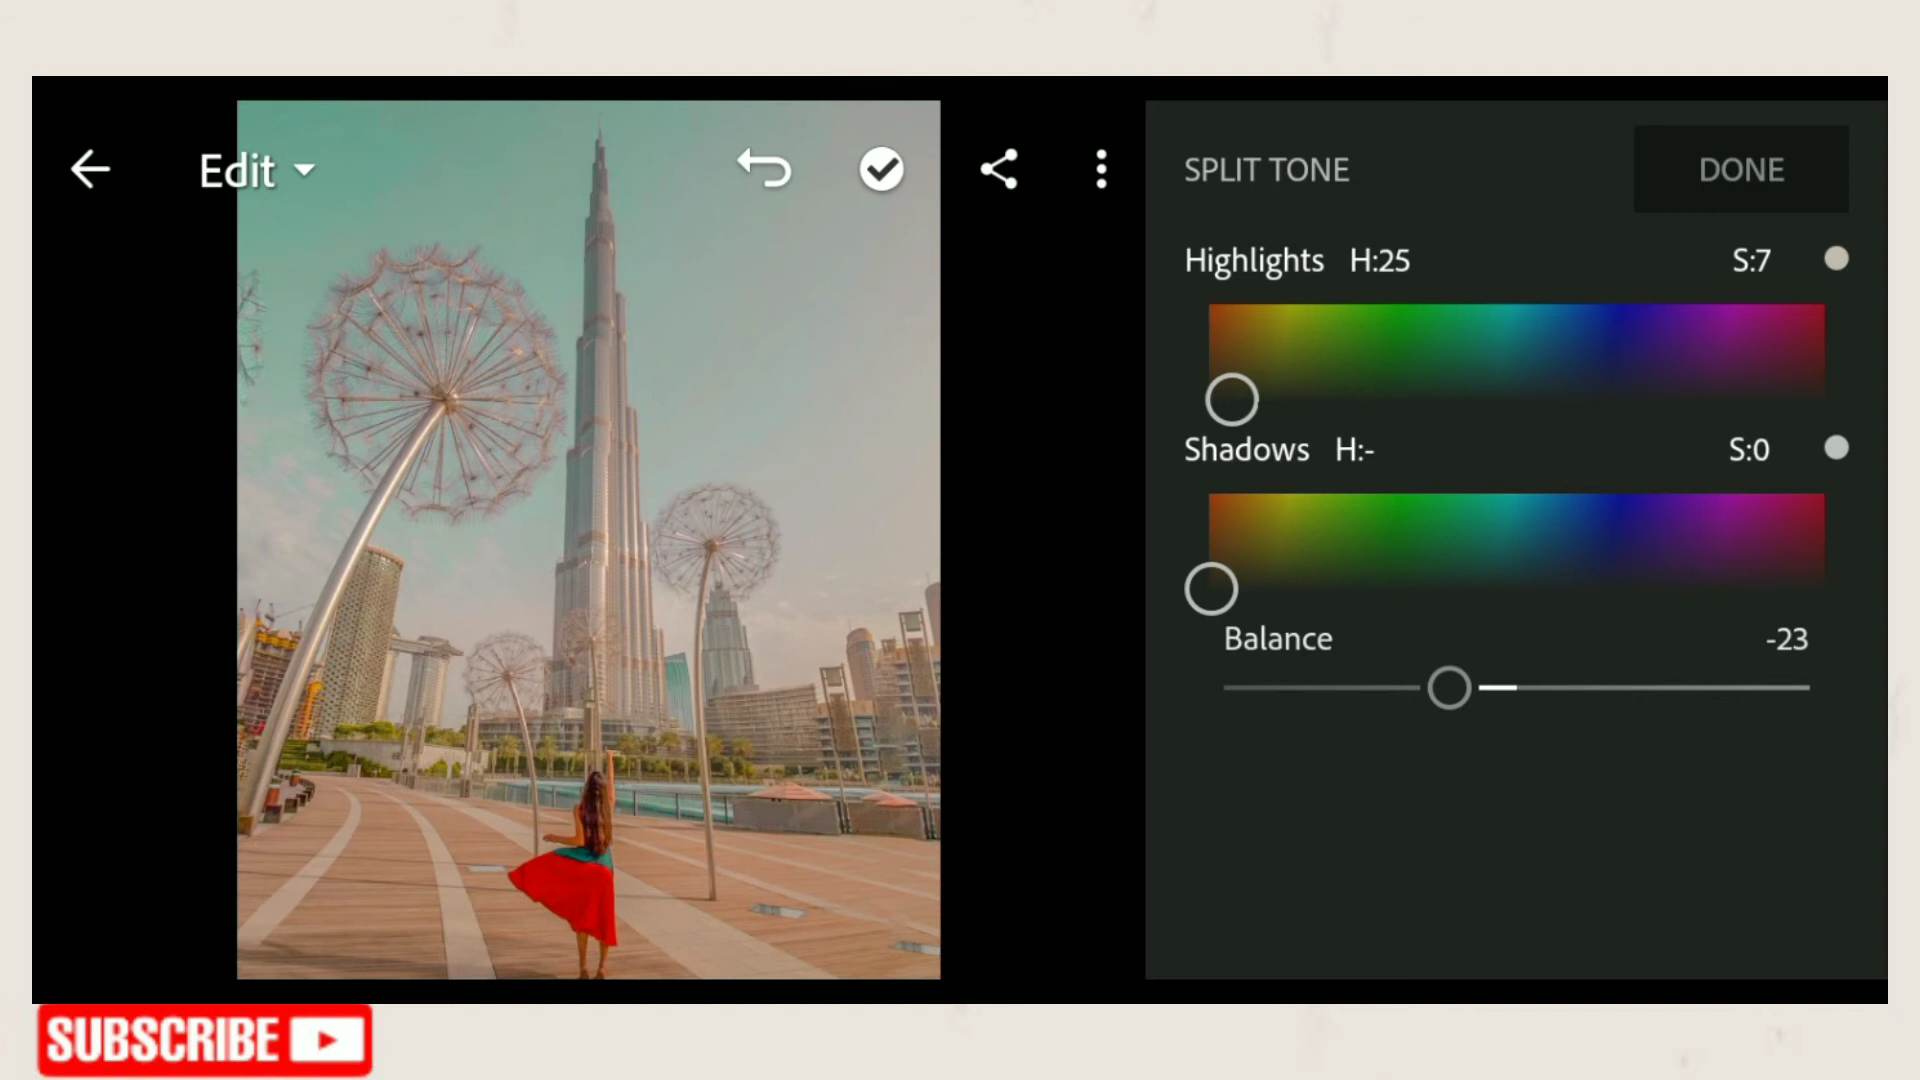 Edit
SPLIT TONE
DONE
Highlights H:25 S:7
Shadows H:- S:0
Balance -23
SUBSCRIBE